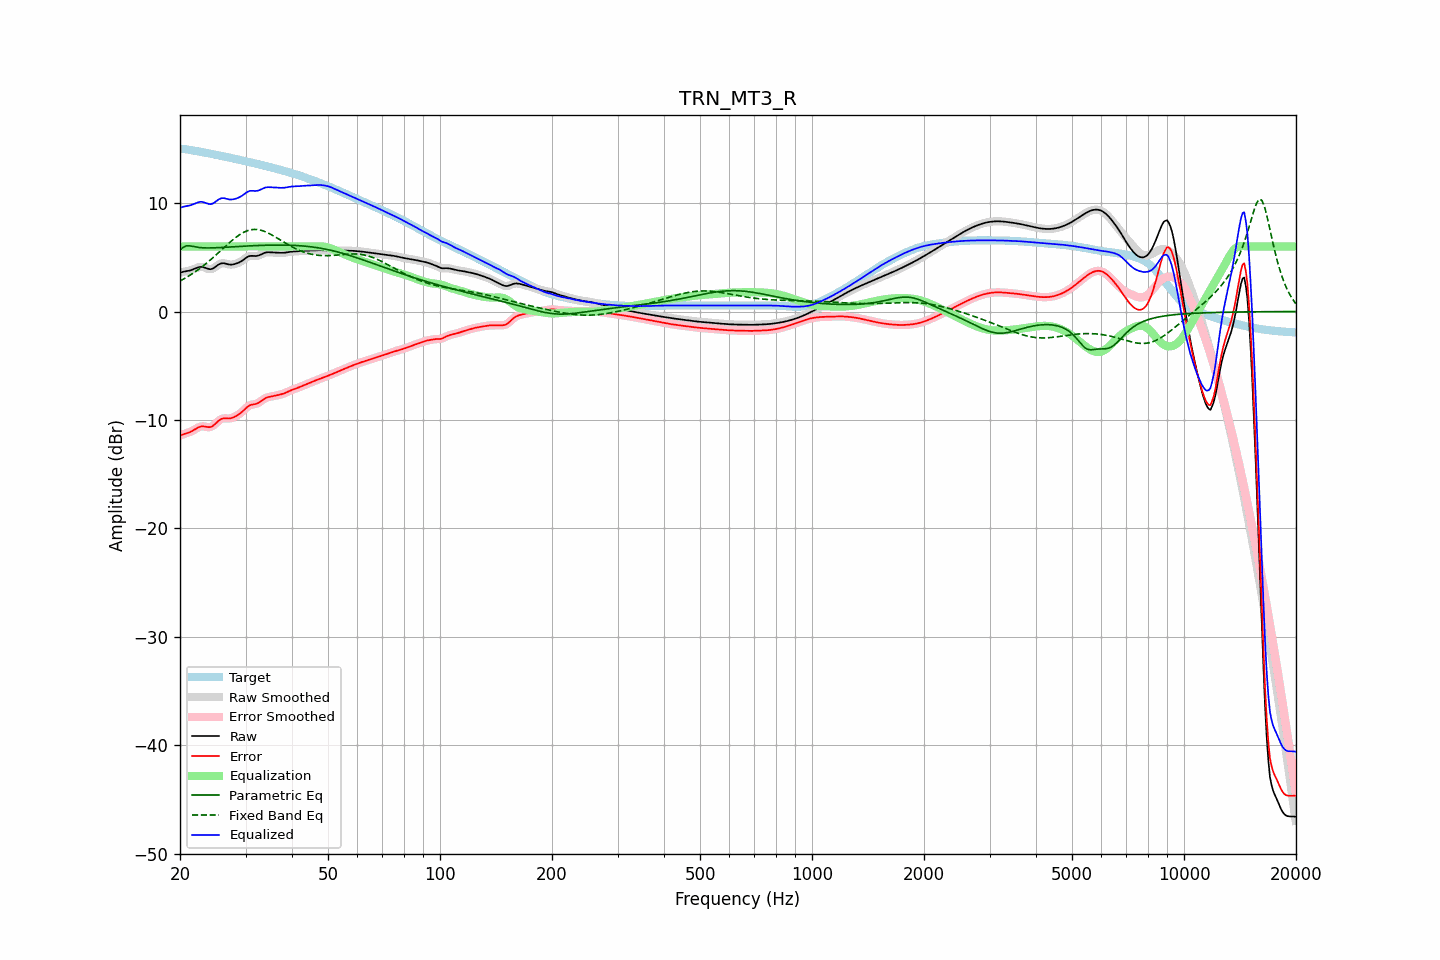 TRN_MT3_R
Amplitude (dBr)
10
0
−10
−20
−30
−40
−50
Target
Raw Smoothed
Error Smoothed
Raw
Error
Equalization
Parametric Eq
Fixed Band Eq
Equalized
20 50 100 200 500 1000 2000 5000 10000 20000
Frequency (Hz)